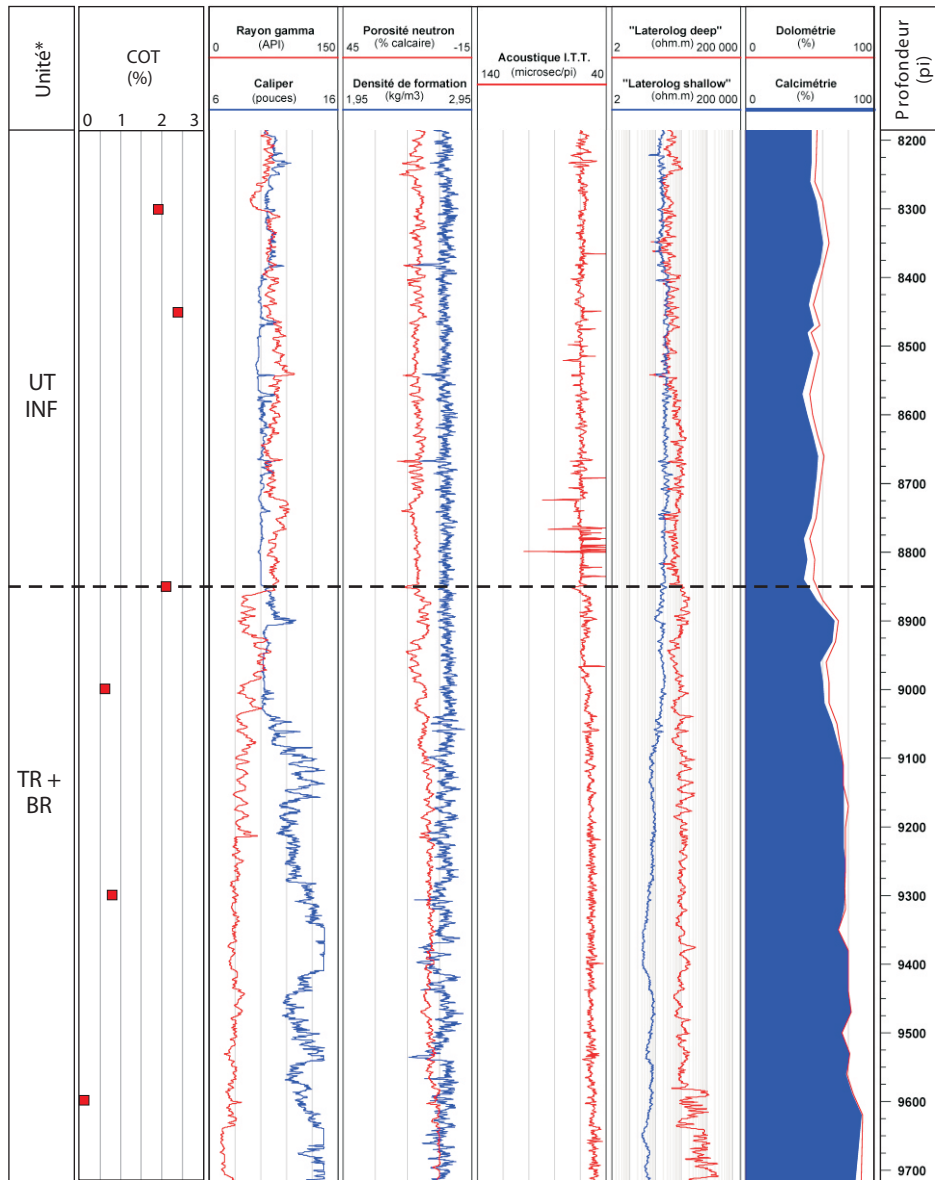 Unité*
COT
(%)
0 1 2 3
Rayon gamma
0 (API) 150
Caliper
6 (pouces) 16
Porosité neutron
45 (% calcaire) -15
Densité de formation
1,95 (kg/m3) 2,95
Acoustique I.T.T.
140 (microsec/pi) 40
"Laterolog deep"
2 (ohm.m) 200 000
"Laterolog shallow"
2 (ohm.m) 200 000
Dolométrie
0 (%) 100
Calcimétrie
0 (%) 100
Profondeur
(pi)
UT
INF
TR +
BR
8200
8300
8400
8500
8600
8700
8800
8900
9000
9100
9200
9300
9400
9500
9600
9700